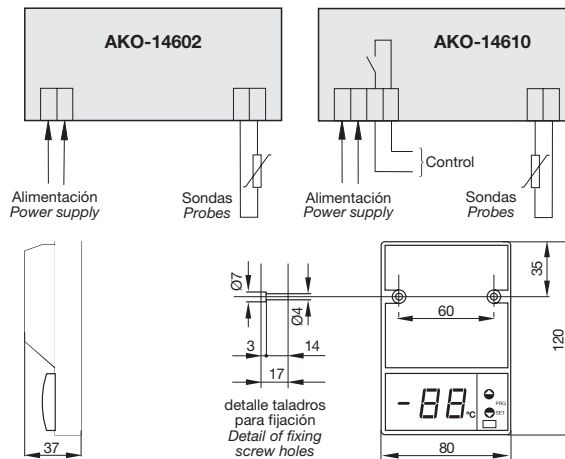 AKO-14602
Alimentación
Power supply
Sondas
Probes
AKO-14610
Control
Alimentación
Power supply
Sondas
Probes
37
Ø7
Ø4
3
14
17
detalle taladros
para fijación
Detail of fixing
screw holes
35
60
120
-88 °C
PRG
SET
80